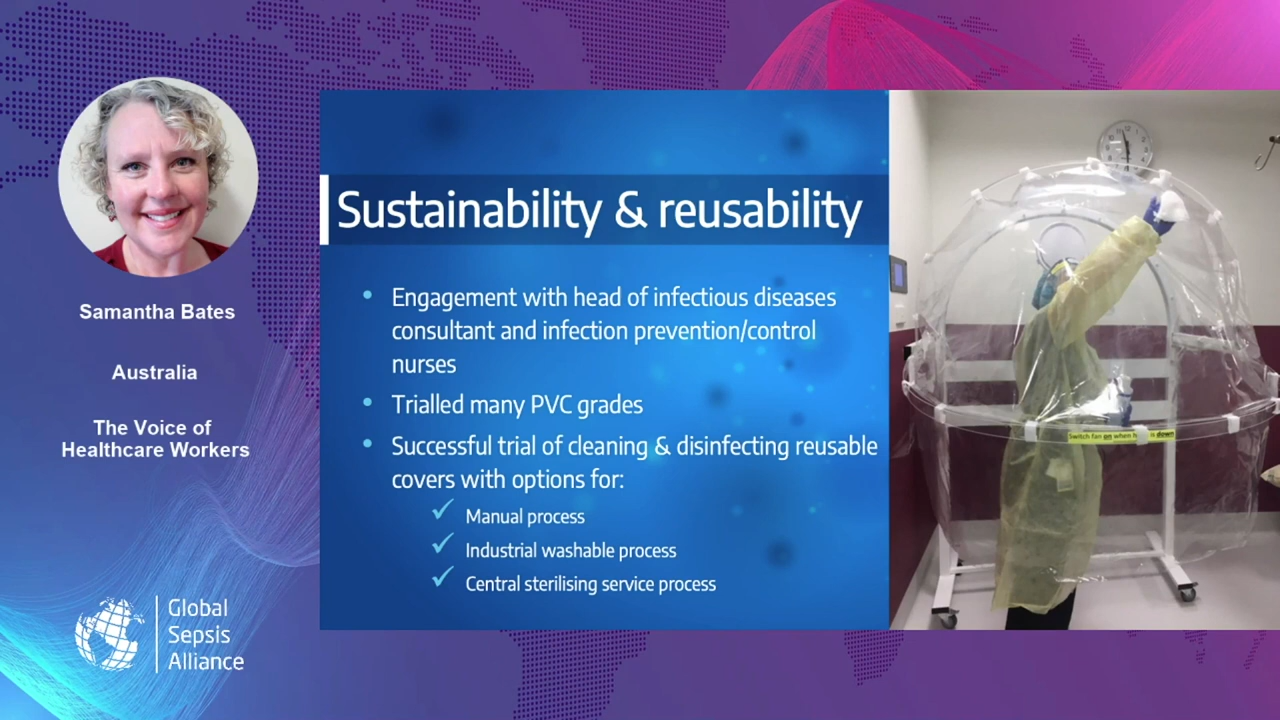 Samantha Bates
Australia
The Voice of
Healthcare Workers
Global
Sepsis
Alliance
Sustainability & reusability
• Engagement with head of infectious diseases
consultant and infection prevention/control
nurses
• Trialled many PVC grades
• Successful trial of cleaning & disinfecting reusable
covers with options for:
✓ Manual process
✓ Industrial washable process
✓ Central sterilising service process
Switch fan on when is down